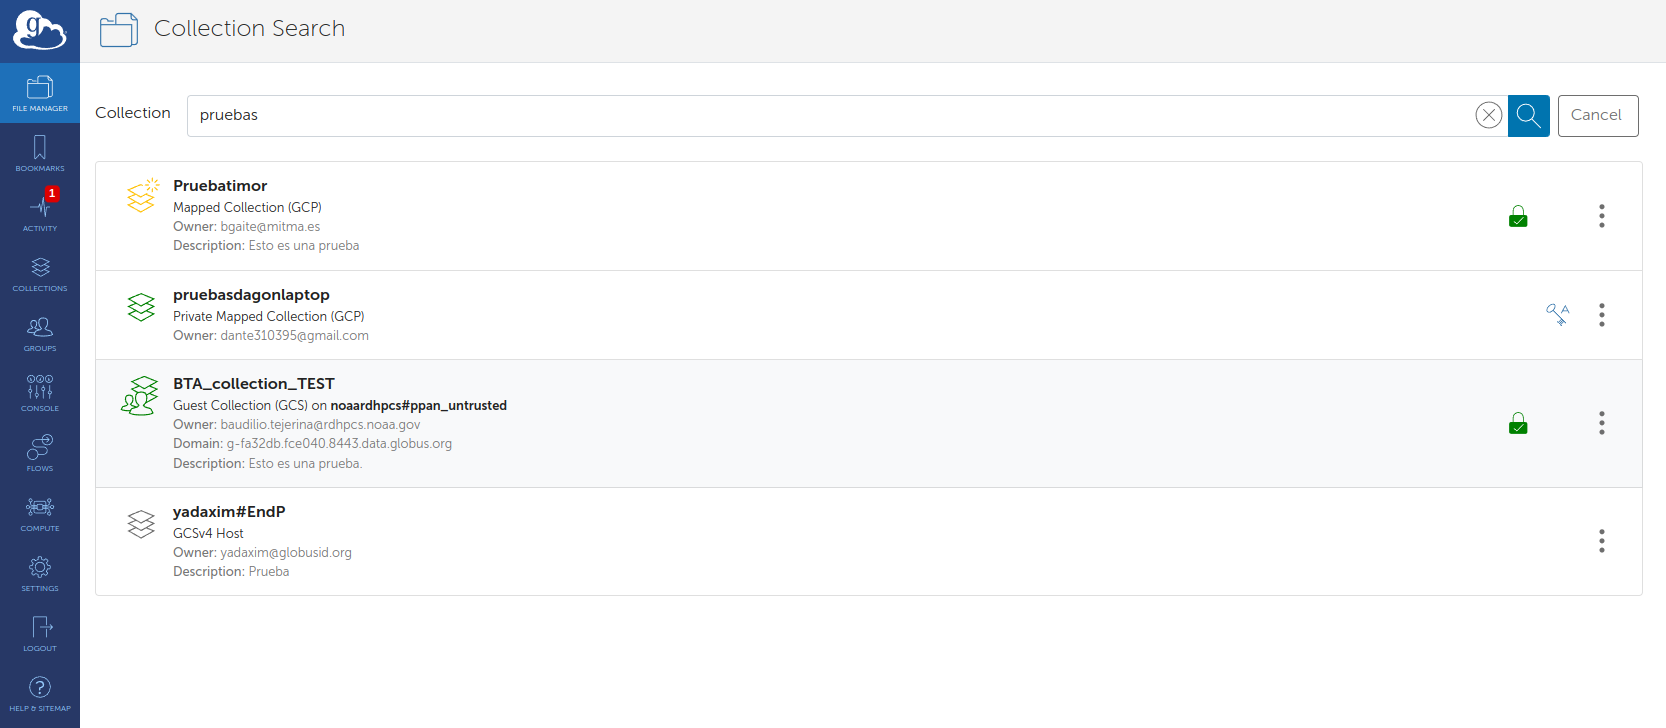 g
Collection Search
FILE MANAGER
BOOKMARKS
1
ACTIVITY
COLLECTIONS
GROUPS
CONSOLE
FLOWS
COMPUTE
SETTINGS
LOGOUT
?
HELP & SITEMAP
Collection
pruebas
Cancel
Pruebatimor
Mapped Collection (GCP)
Owner: bgaite@mitma.es
Description: Esto es una prueba
pruebasdagonlaptop
Private Mapped Collection (GCP)
Owner: dante310395@gmail.com
A
BTA_collection_TEST
Guest Collection (GCS) on noaardhpcs#ppan_untrusted
Owner: baudilio.tejerina@rdhpcs.noaa.gov
Domain: g-fa32db.fce040.8443.data.globus.org
Description: Esto es una prueba.
yadaxim#EndP
GCSv4 Host
Owner: yadaxim@globusid.org
Description: Prueba